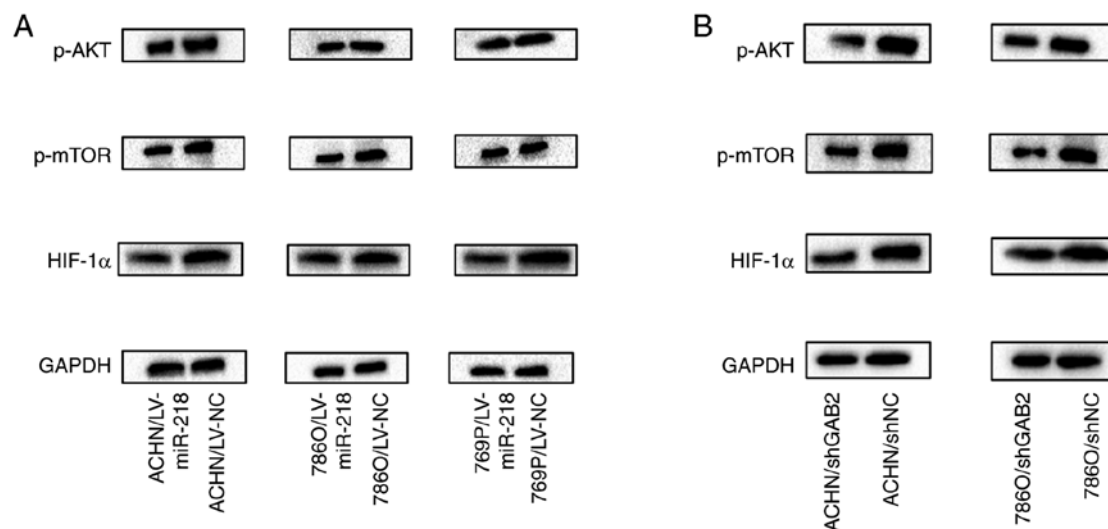 A
p-AKT
p-mTOR
HIF-1α
GAPDH
ACHN/LV-
miR-218
ACHN/LV-NC
786O/LV-
miR-218
786O/LV-NC
769P/LV-
miR-218
769P/LV-NC
B
p-AKT
p-mTOR
HIF-1α
GAPDH
ACHN/shGAB2
ACHN/shNC
786O/shGAB2
786O/shNC